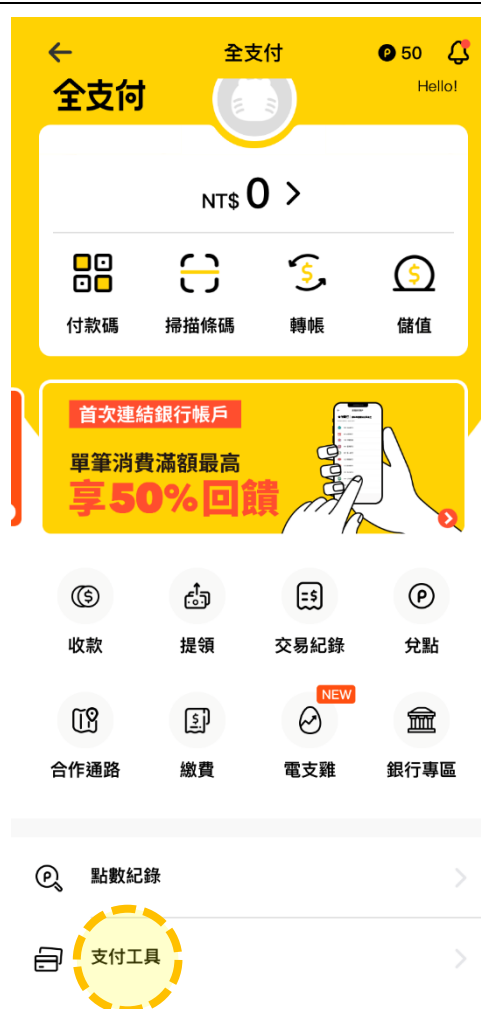 全支付
50
全支付
Hello!
NT$ 0
付款碼
掃描條碼
轉帳
儲值
首次連結銀行帳戶
單筆消費滿額最高
享50%回饋
收款
提領
交易紀錄
兌點
NEW
合作通路
繳費
電支雞
銀行專區
點數紀錄
支付工具